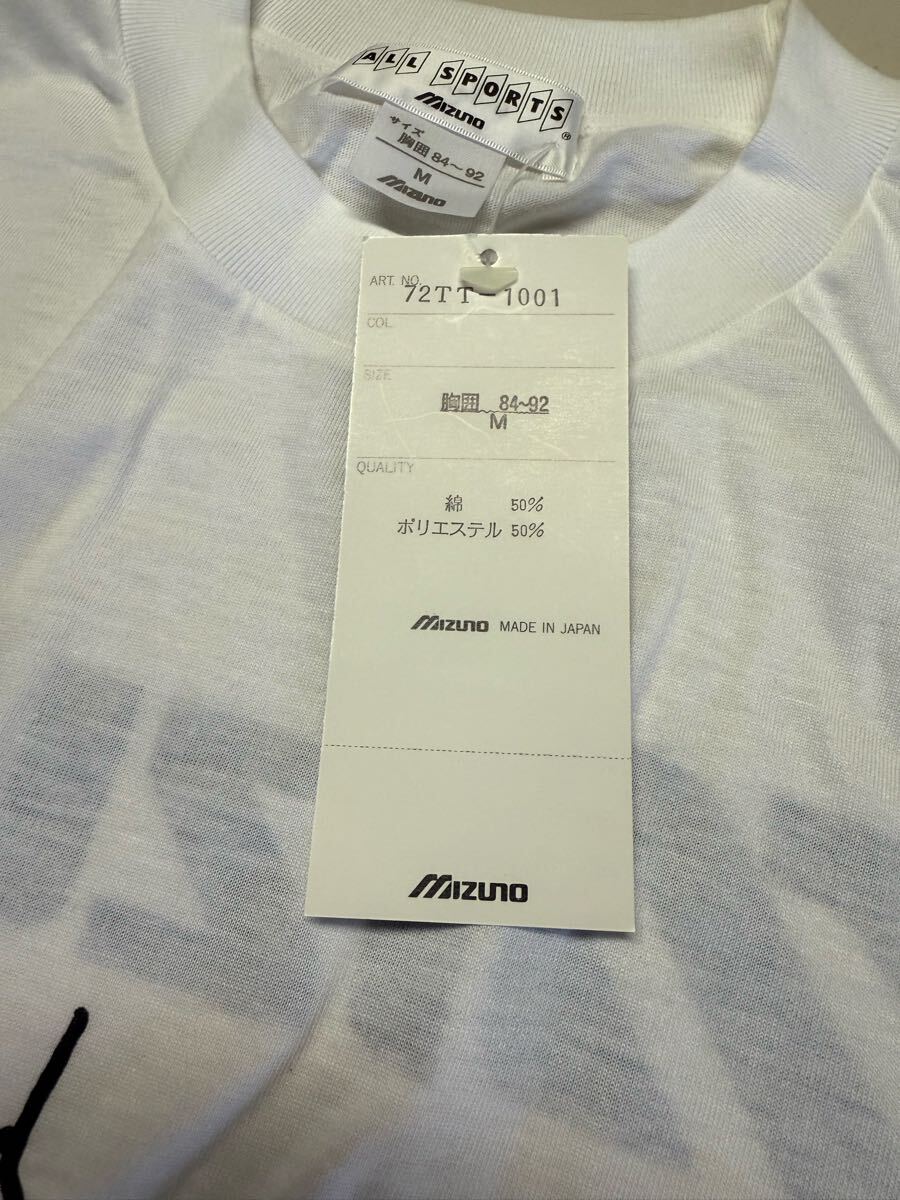 ALL SPORTS
MIZUNO
®
サイズ
胸囲 84～92
M
MIZUNO
ART. NO. 72TT-1001
COL.
SIZE
胸囲 84~92
M
QUALITY
綿 50%
ポリエステル 50%
MIZUNO MADE IN JAPAN
MIZUNO